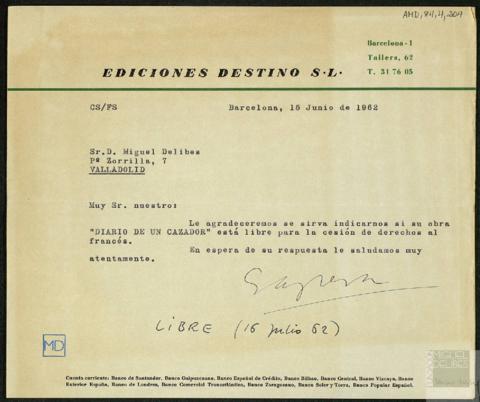 AMD,94,4,204
Barcelona-1
Tallers, 62
T. 31 76 05
EDICIONES DESTINO S·L·
CS/FS
Barcelona, 15 Junio de 1962
Sr.D. Miguel Delibes
Pº Zorrilla, 7
VALLADOLID
Muy Sr. nuestro:
Le agradeceremos se sirva indicarnos si su obra
"DIARIO DE UN CAZADOR" está libre para la cesión de derechos al
francés.
En espera de su respuesta le saludamos muy
atentamente.
LIBRE (16 julio 62)
MD
Cuenta corriente: Banco de Santander, Banco Guipuzcoano, Banco Español de Crédito, Banco Bilbao, Banco Central, Banco Vizcaya, Banco
Exterior España, Banco de Londres, Banco Comercial Transatlántico, Banco Zaragozano, Banco Soler y Torra, Banco Popular Español.